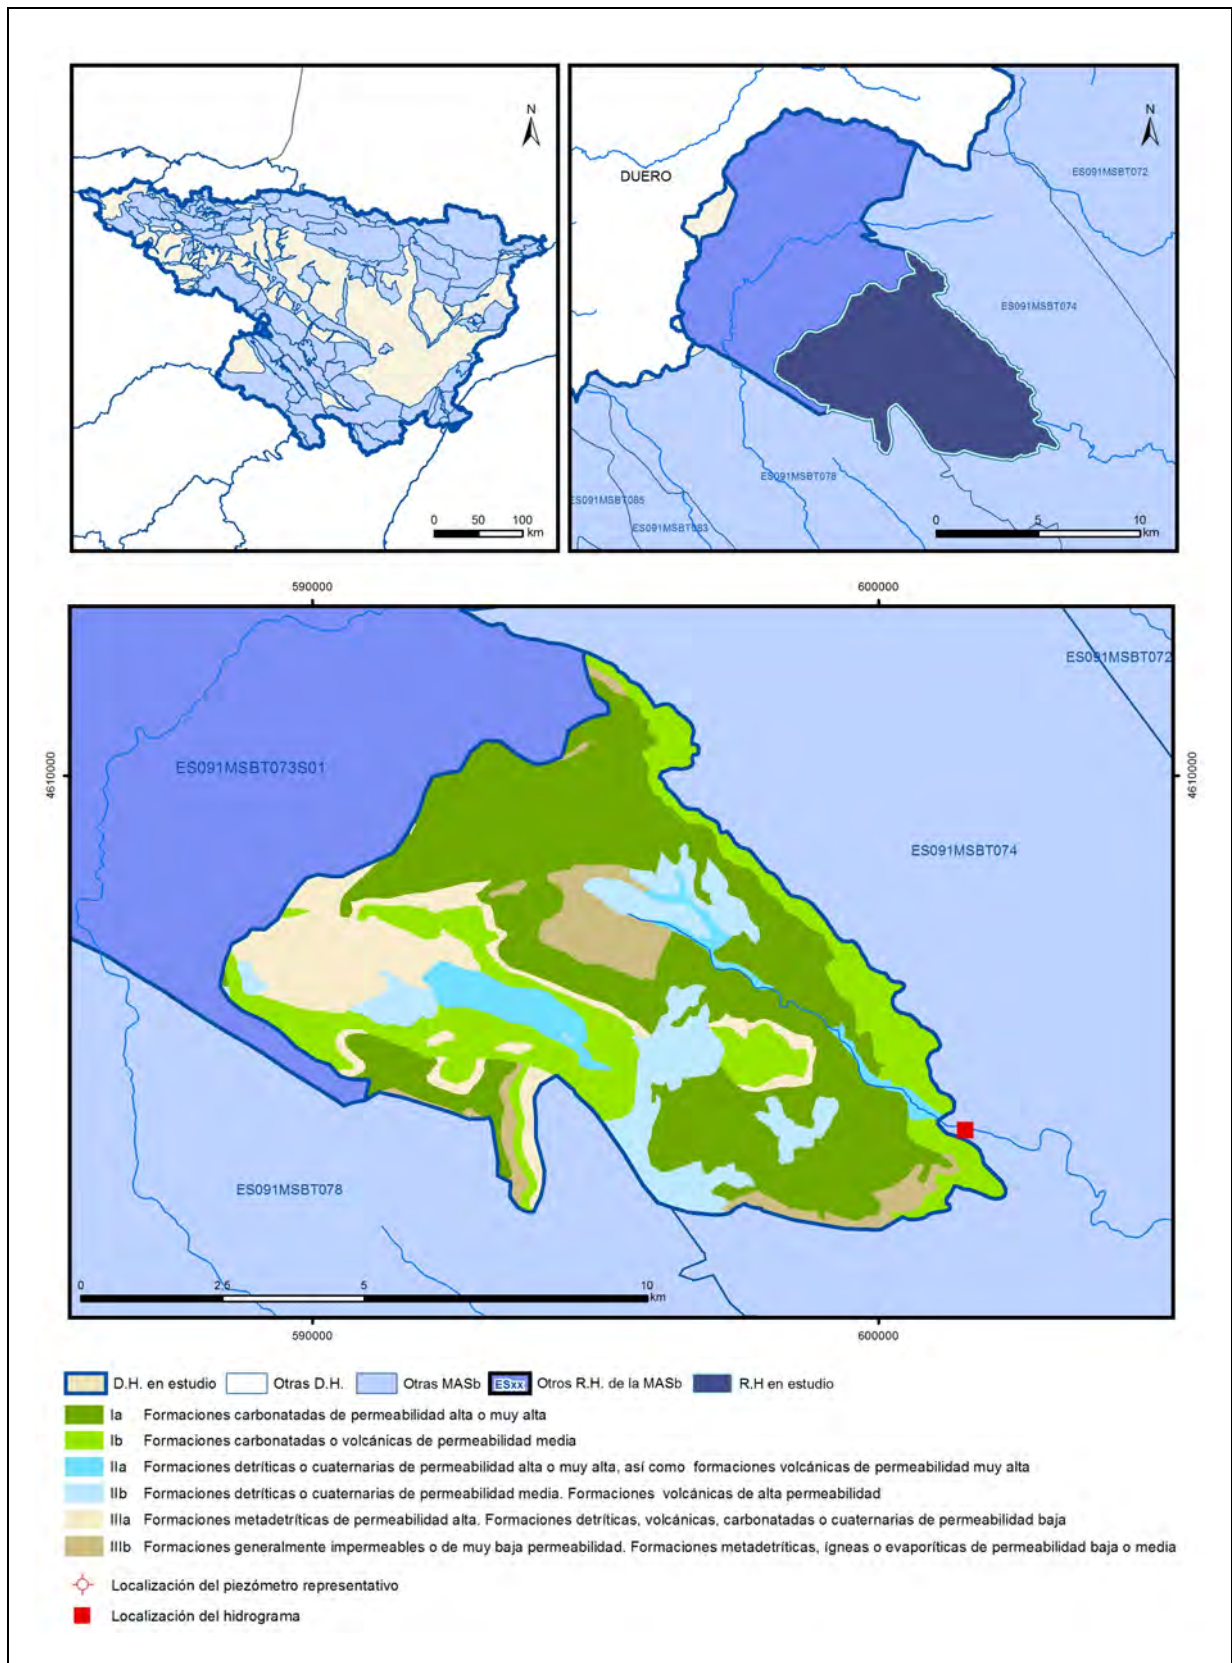 N
0 50 100
km
N
DUERO
ES091MSBT072
ES091MSBT074
ES091MSBT078
ES091MSBT085
ES091MSBT083
0 5 10
km
590000 600000
ES091MSBT072
4610000
4610000
ES091MSBT073S01
ES091MSBT074
ES091MSBT078
0 2,5 5 10
km
590000 600000
D.H. en estudio Otras D.H. Otras MASb ESxx Otros R.H. de la MASb R.H en estudio
Ia Formaciones carbonatadas de permeabilidad alta o muy alta
Ib Formaciones carbonatadas o volcánicas de permeabilidad media
IIa Formaciones detríticas o cuaternarias de permeabilidad alta o muy alta, así como formaciones volcánicas de permeabilidad muy alta
IIb Formaciones detríticas o cuaternarias de permeabilidad media. Formaciones volcánicas de alta permeabilidad
IIIa Formaciones metadetríticas de permeabilidad alta. Formaciones detríticas, volcánicas, carbonatadas o cuaternarias de permeabilidad baja
IIIb Formaciones generalmente impermeables o de muy baja permeabilidad. Formaciones metadetríticas, ígneas o evaporíticas de permeabilidad baja o media
Localización del piezómetro representativo
Localización del hidrograma